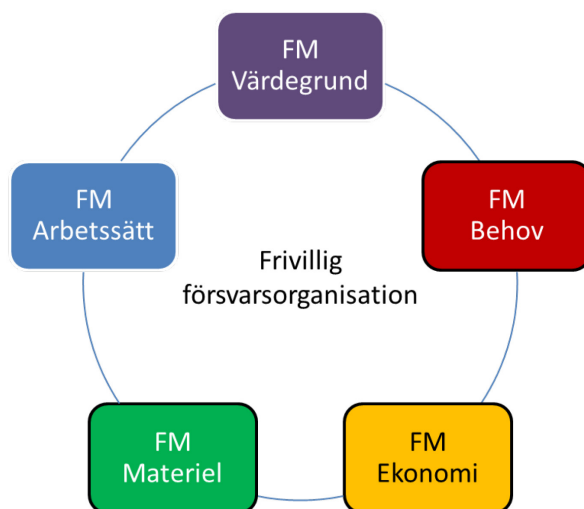 FM
Värdegrund
FM
Arbetssätt
FM
Behov
Frivillig
försvarsorganisation
FM
Materiel
FM
Ekonomi